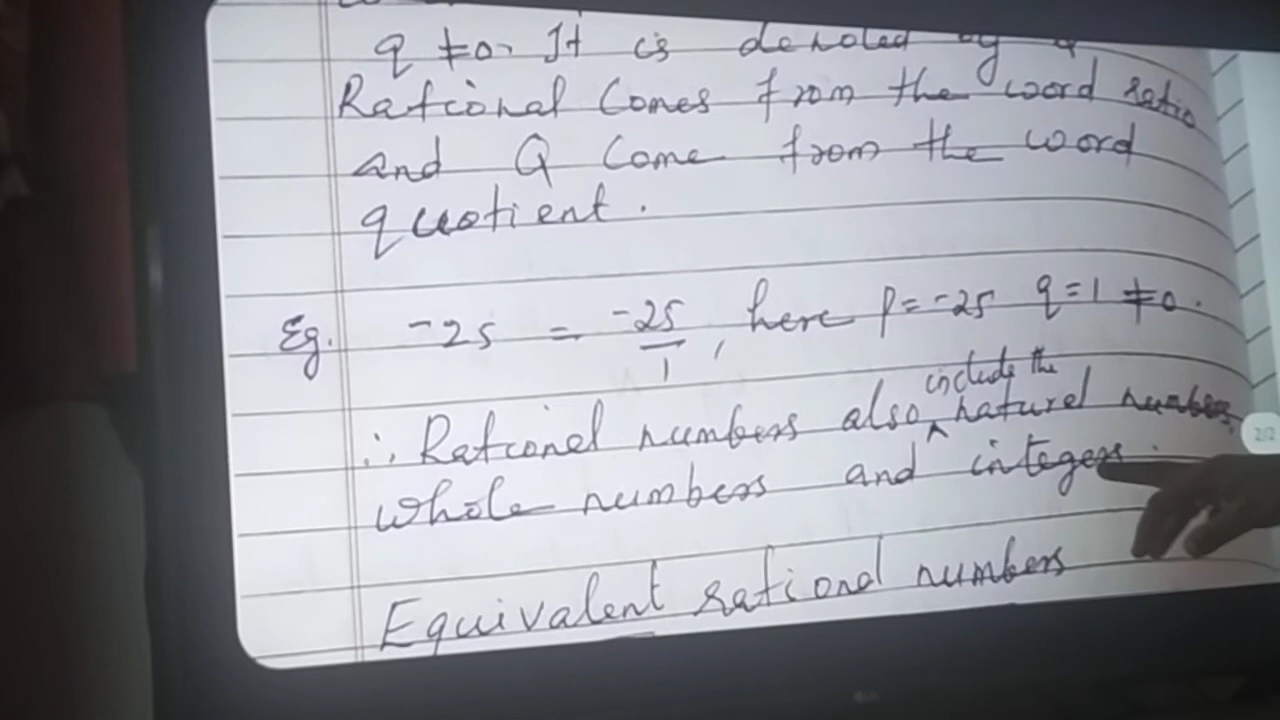 q ≠0. It is denoted by Q
Rational Comes from the word ratio
and Q Come from the word
quotient.
Eg. -25 = -25/1, here p = -25 q = 1 ≠0.
include the
∴ Rational numbers also ^ natural numbers,
whole numbers and integers.
Equivalent rational numbers
2/2